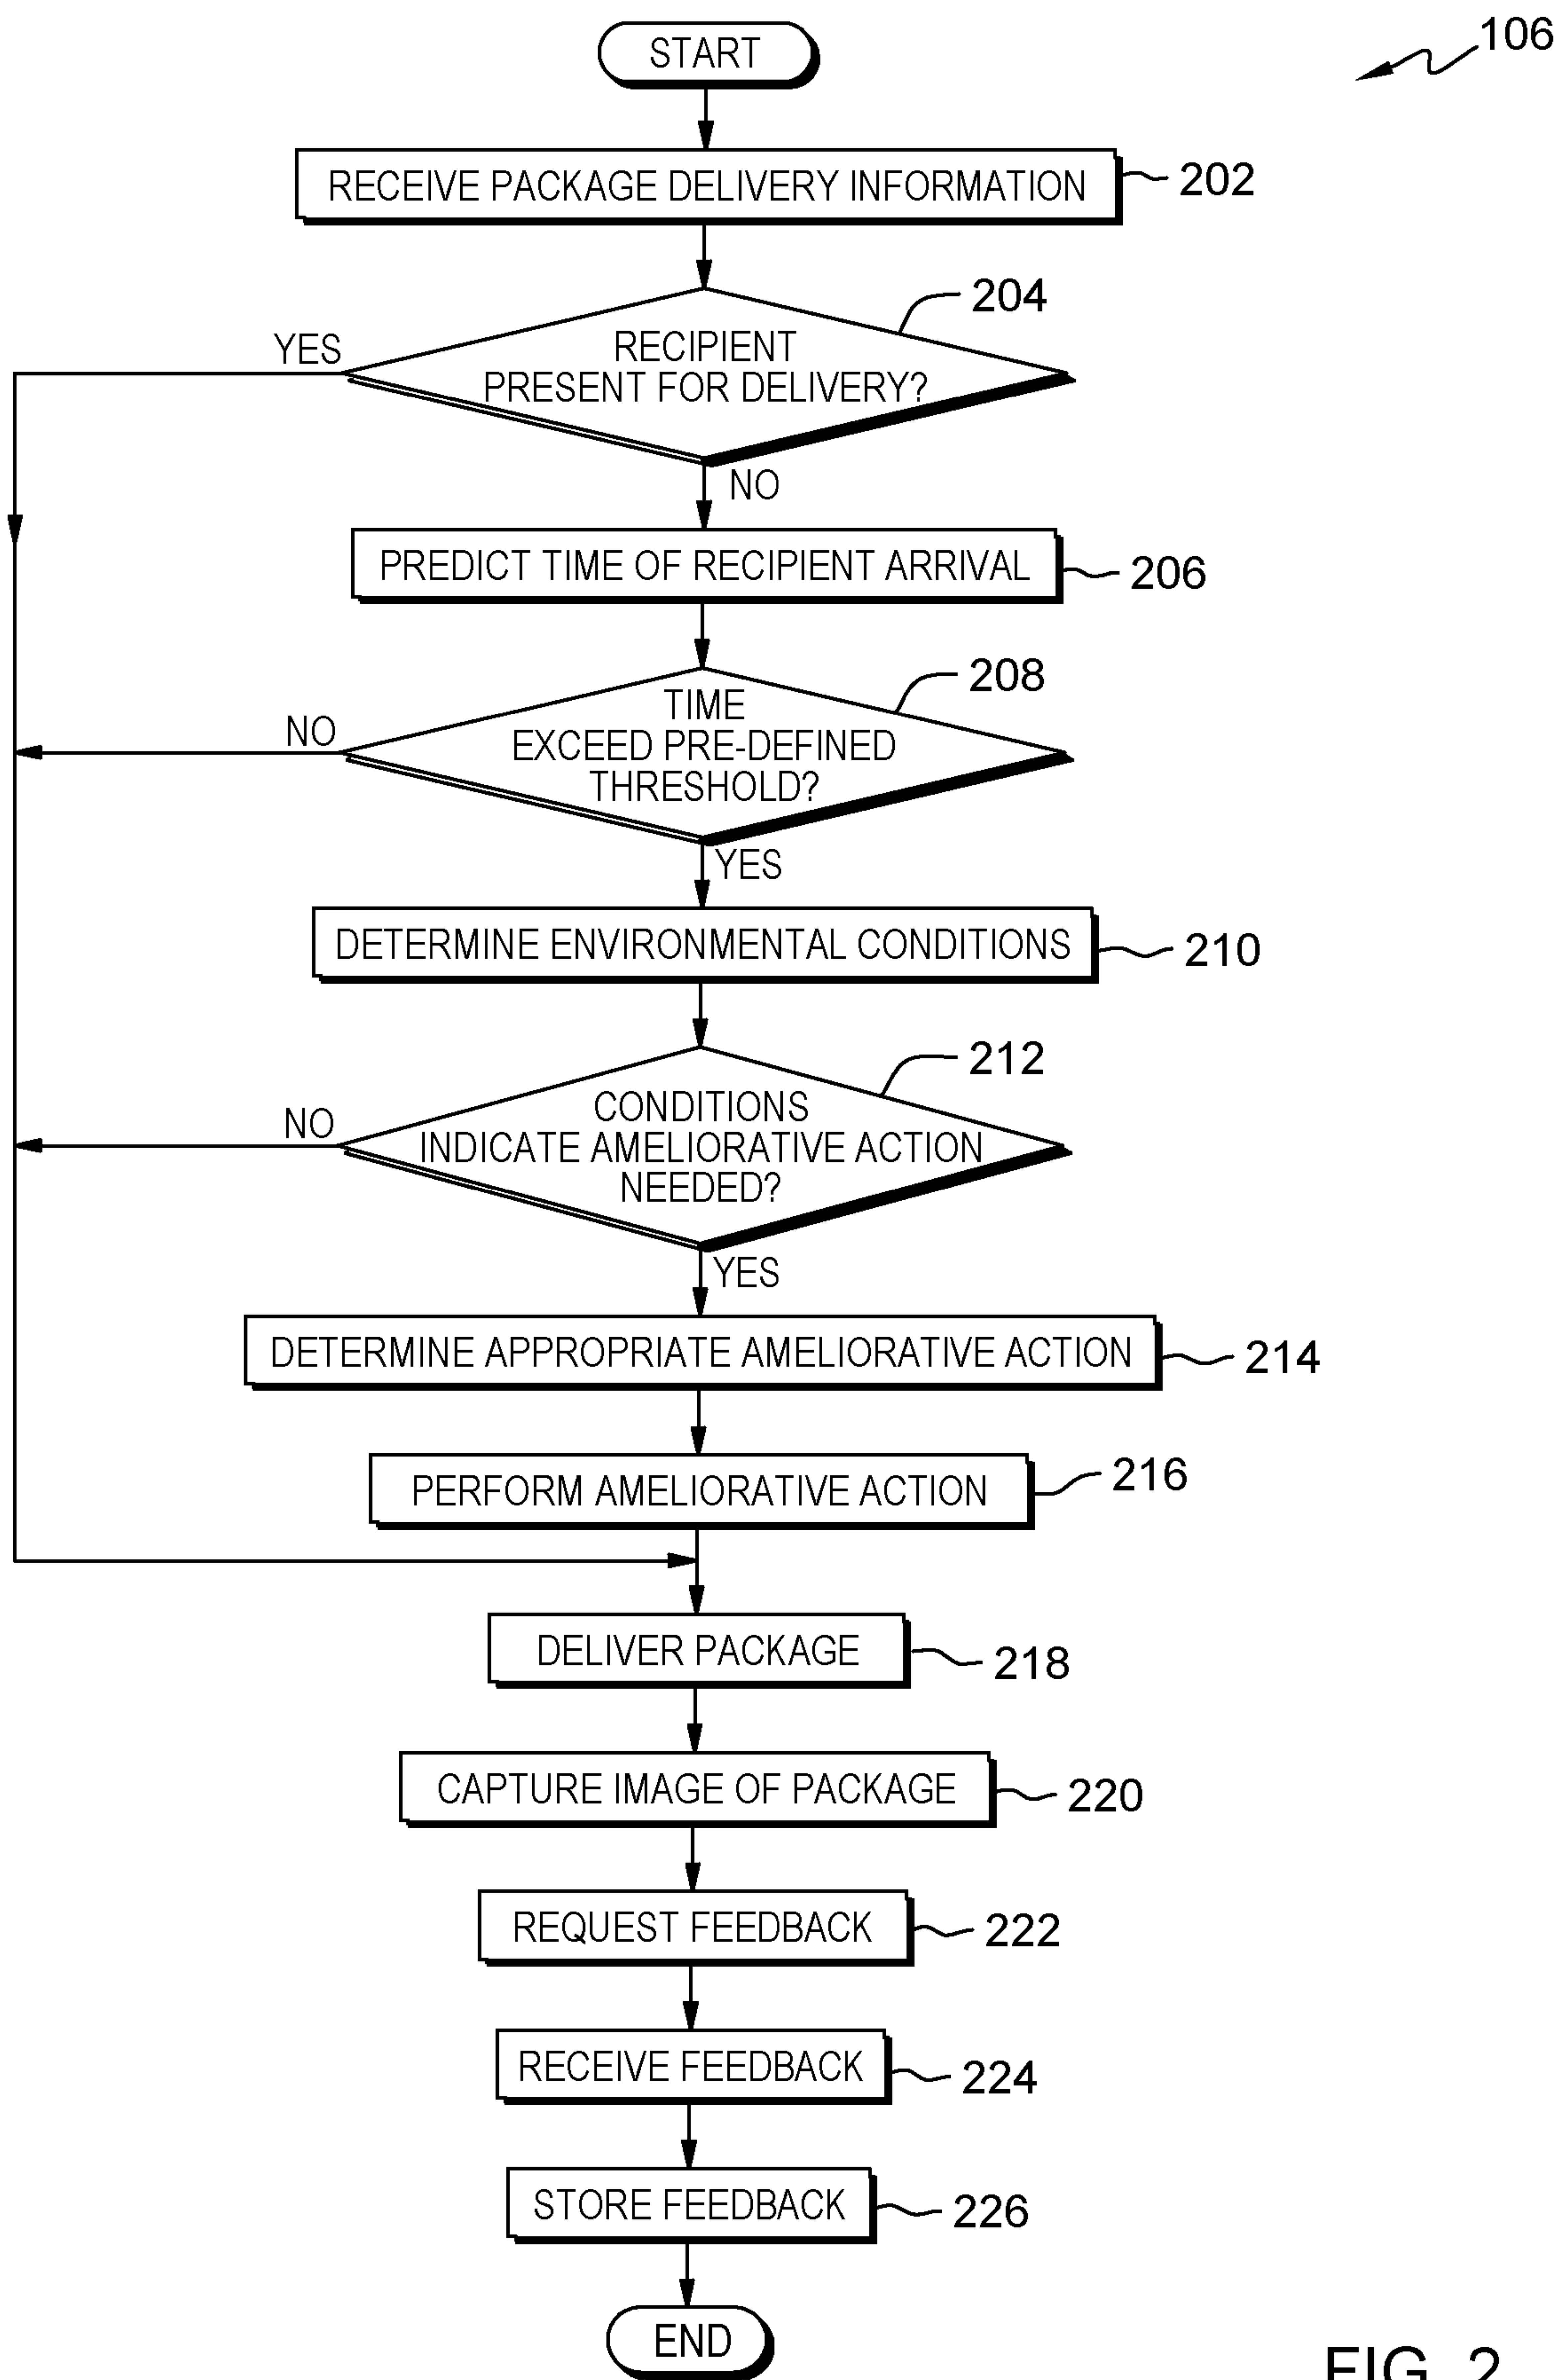 START
106
RECEIVE PACKAGE DELIVERY INFORMATION
202
204
YES
RECIPIENT
PRESENT FOR DELIVERY?
NO
PREDICT TIME OF RECIPIENT ARRIVAL
206
208
TIME
NO
EXCEED PRE-DEFINED
THRESHOLD?
YES
DETERMINE ENVIRONMENTAL CONDITIONS
210
212
CONDITIONS
NO
INDICATE AMELIORATIVE ACTION
NEEDED?
YES
DETERMINE APPROPRIATE AMELIORATIVE ACTION
214
PERFORM AMELIORATIVE ACTION
216
DELIVER PACKAGE
218
CAPTURE IMAGE OF PACKAGE
220
REQUEST FEEDBACK
222
RECEIVE FEEDBACK
224
STORE FEEDBACK
226
END
FIG. 2